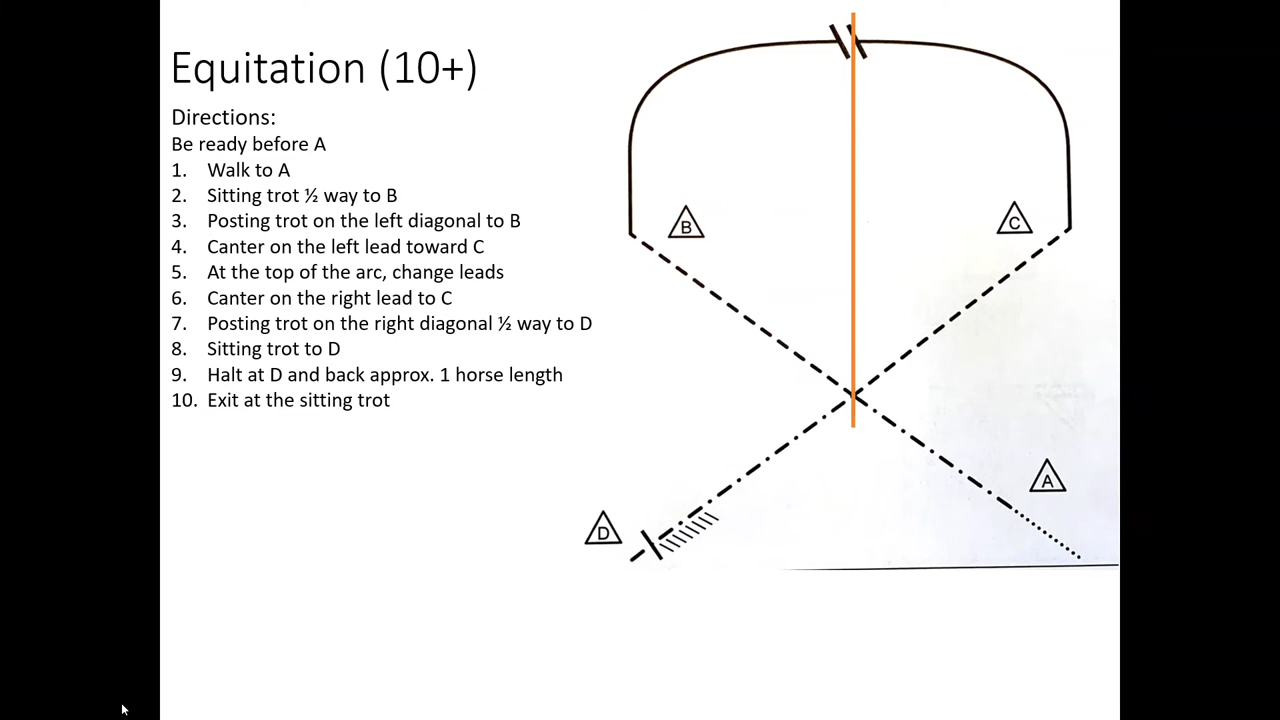 Equitation (10+)
Directions:
Be ready before A
1. Walk to A
2. Sitting trot ½ way to B
3. Posting trot on the left diagonal to B
4. Canter on the left lead toward C
5. At the top of the arc, change leads
6. Canter on the right lead to C
7. Posting trot on the right diagonal ½ way to D
8. Sitting trot to D
9. Halt at D and back approx. 1 horse length
10. Exit at the sitting trot
B
C
A
D